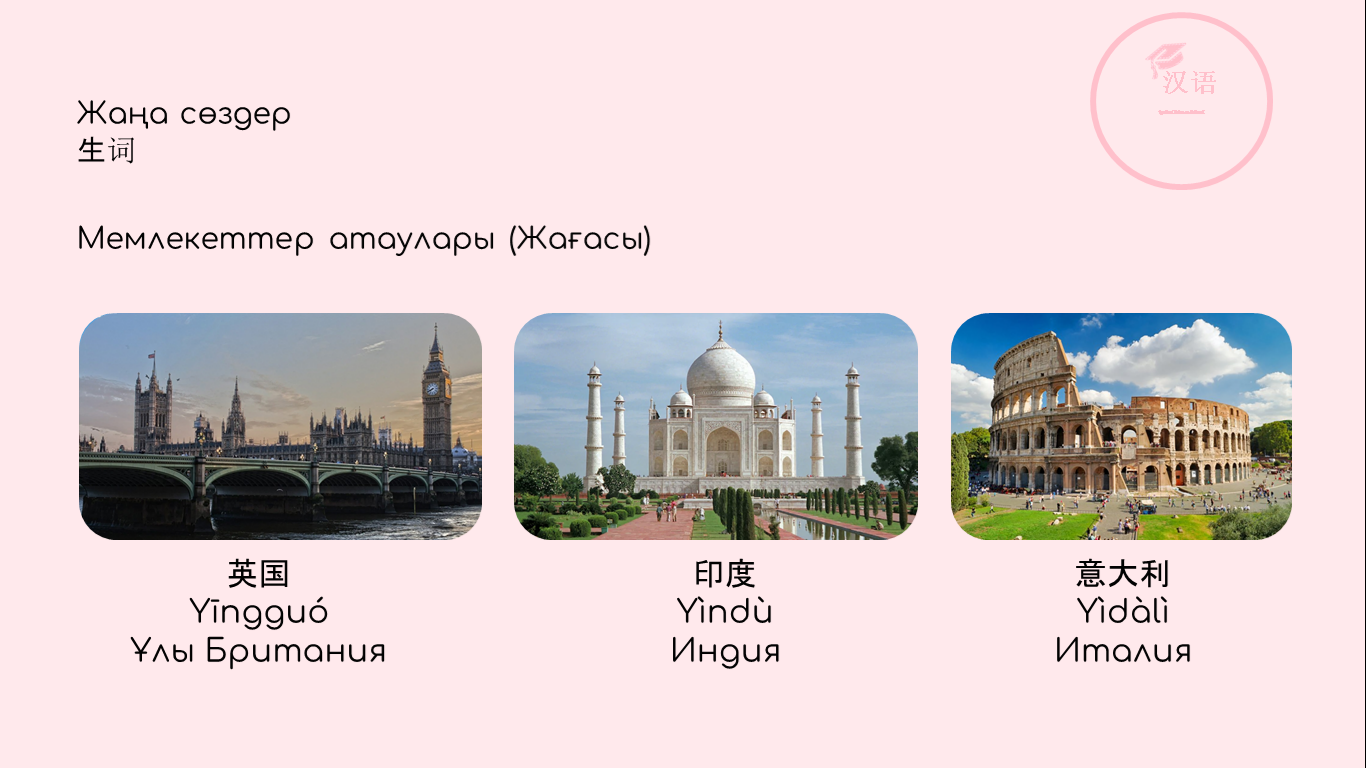 汉语
Жаңа сөздер
生词
Мемлекеттер атаулары (Жағасы)
英国
Yīngguó
Ұлы Британия
印度
Yìndù
Индия
意大利
Yìdàlì
Италия